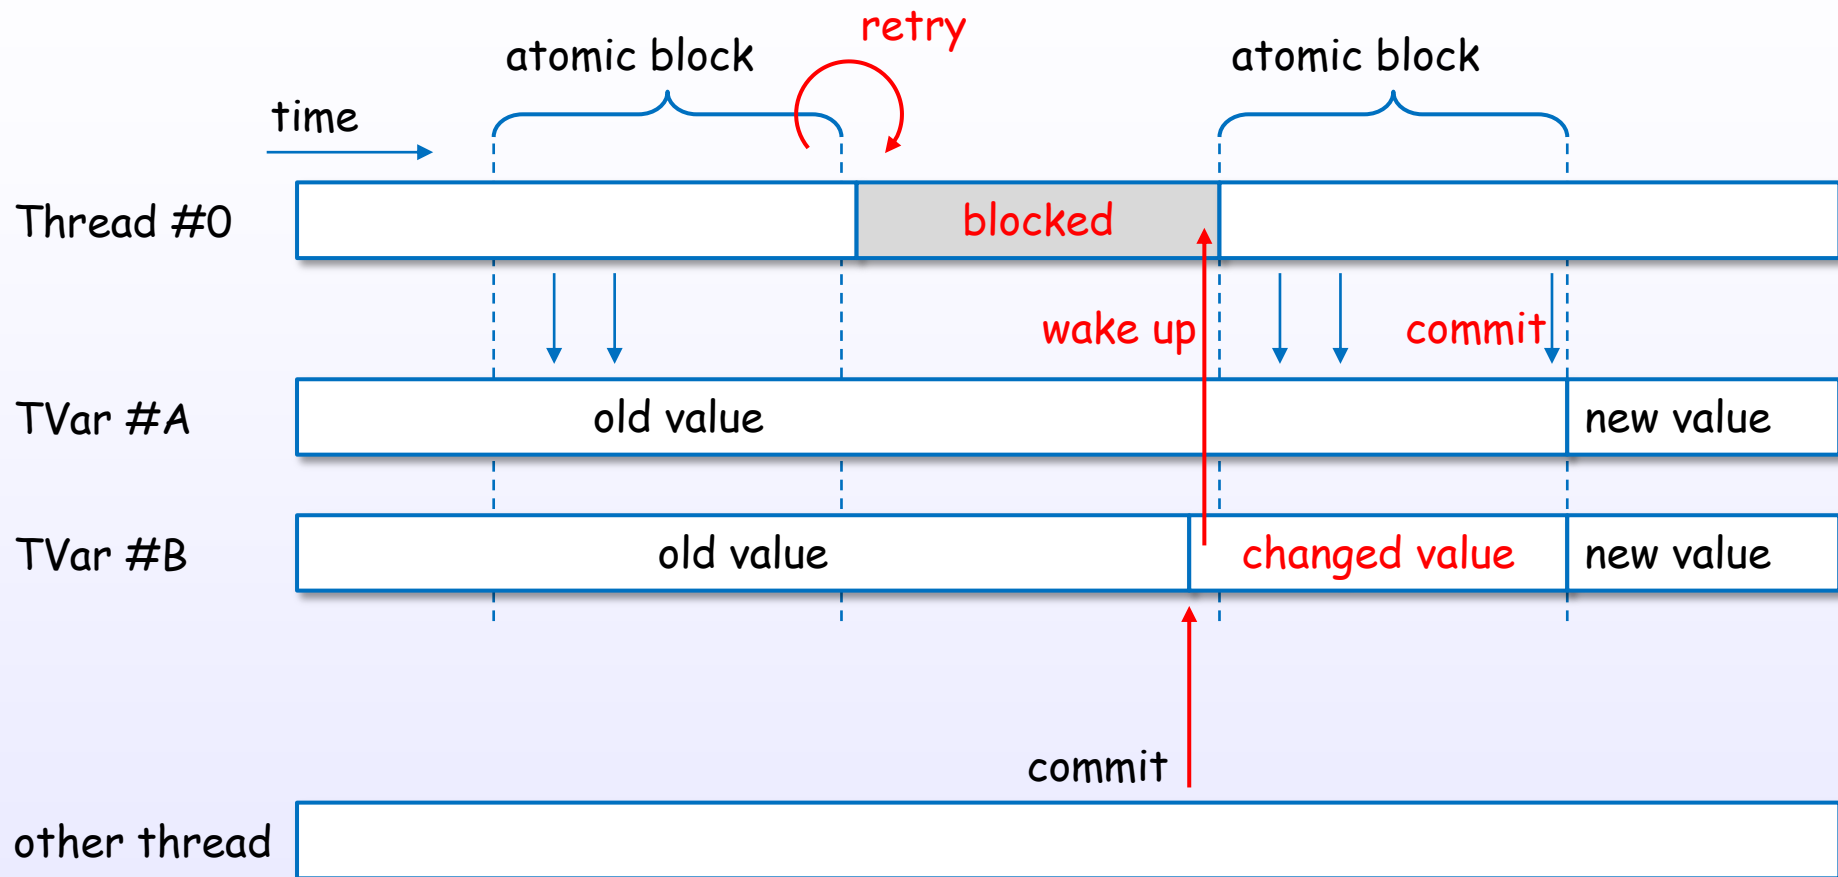 retry
atomic block
atomic block
time
Thread #0
blocked
wake up
commit
TVar #A
old value
new value
TVar #B
old value
changed value
new value
commit
other thread